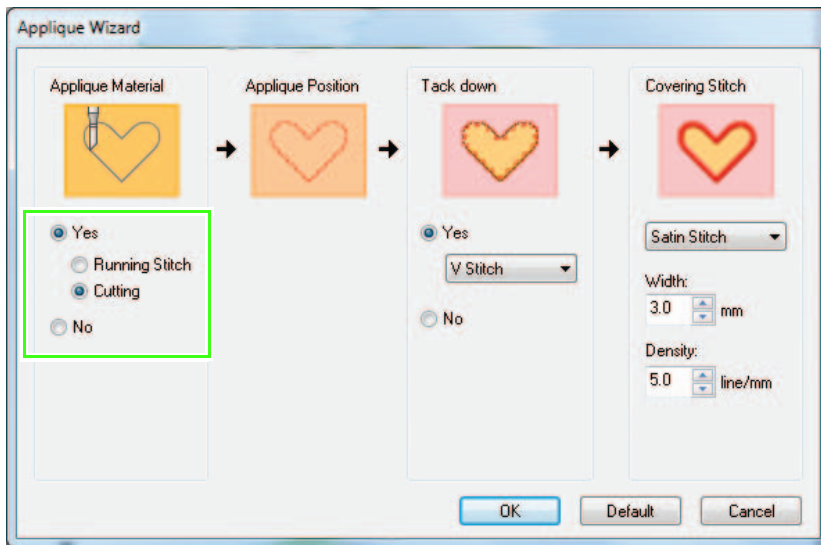 Applique Wizard
Applique Material
Applique Position
Tack down
Covering Stitch
Yes
Running Stitch
Cutting
No
Yes
V Stitch
No
Satin Stitch
Width:
3.0 mm
Density:
5.0 line/mm
OK
Default
Cancel